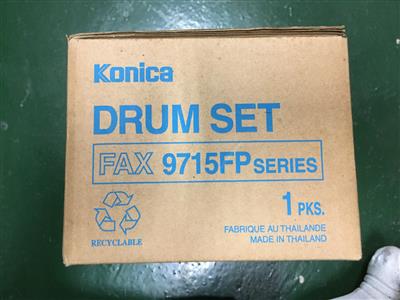 Konica
DRUM SET
FAX 9715FP SERIES
1 PKS.
RECYCLABLE
FABRIQUE AU THAILANDE
MADE IN THAILAND